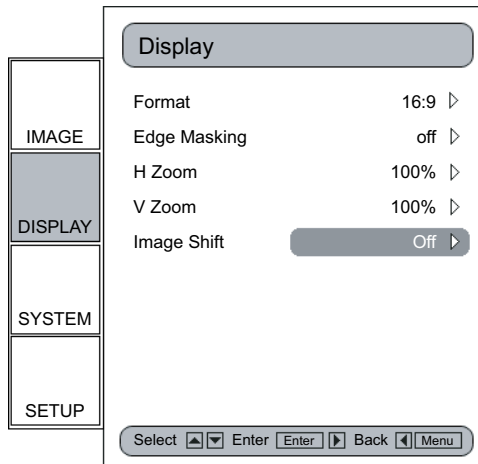 Display
Format 16:9
Edge Masking off
H Zoom 100%
V Zoom 100%
Image Shift Off
IMAGE
DISPLAY
SYSTEM
SETUP
Select Enter Enter Back Menu